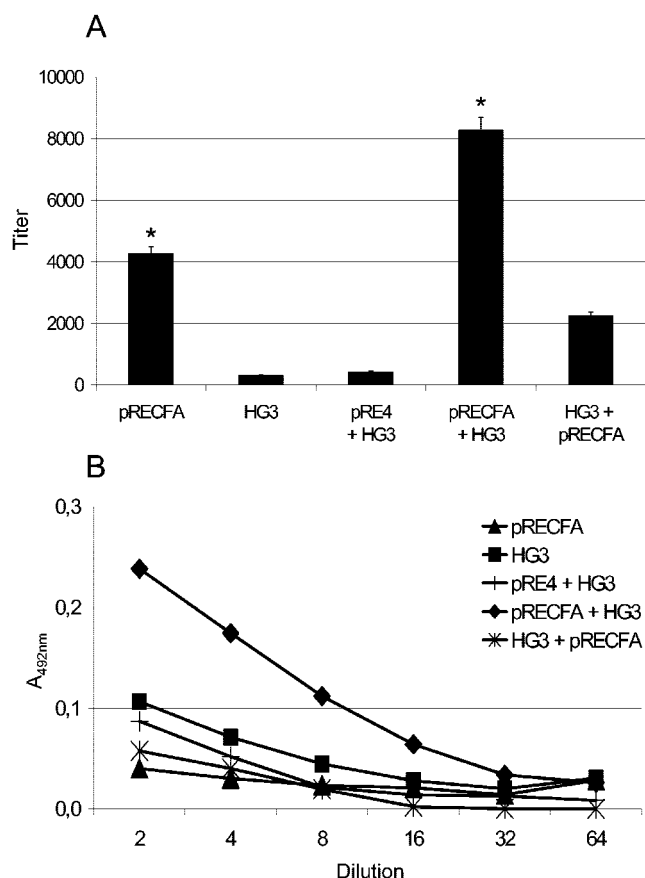 A
10000
8000
6000
4000
2000
0
Titer
*
*
pRECFA
HG3
pRE4
+ HG3
pRECFA
+ HG3
HG3 +
pRECFA
B
0,3
0,2
0,1
0,0
A492nm
pRECFA
HG3
pRE4 + HG3
pRECFA + HG3
HG3 + pRECFA
2 4 8 16 32 64
Dilution